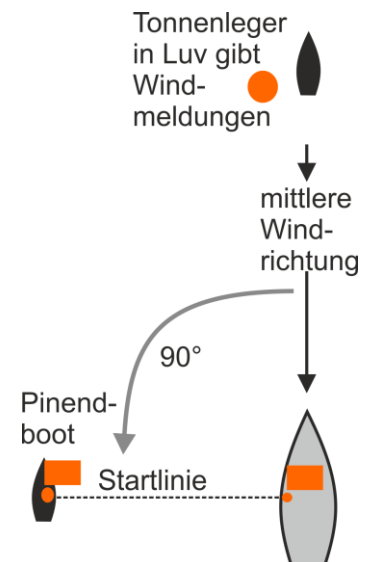 Tonnenleger
in Luv gibt
Wind-
meldungen
mittlere
Wind-
richtung
90°
Pinend-
boot
Startlinie